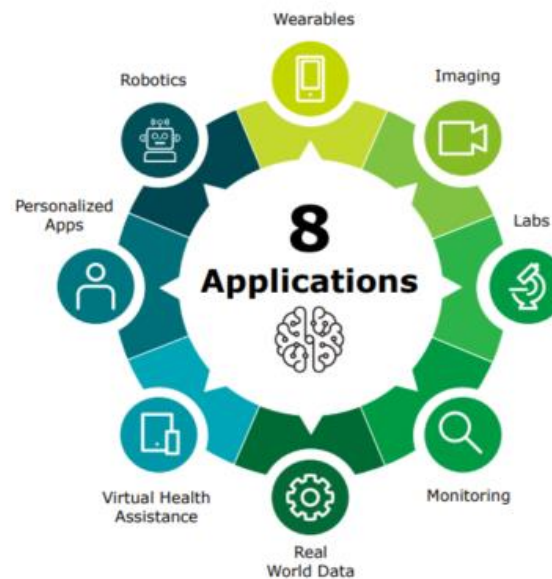 Wearables
Robotics
Imaging
Personalized
Apps
8
Applications
Labs
Virtual Health
Assistance
Monitoring
Real
World Data